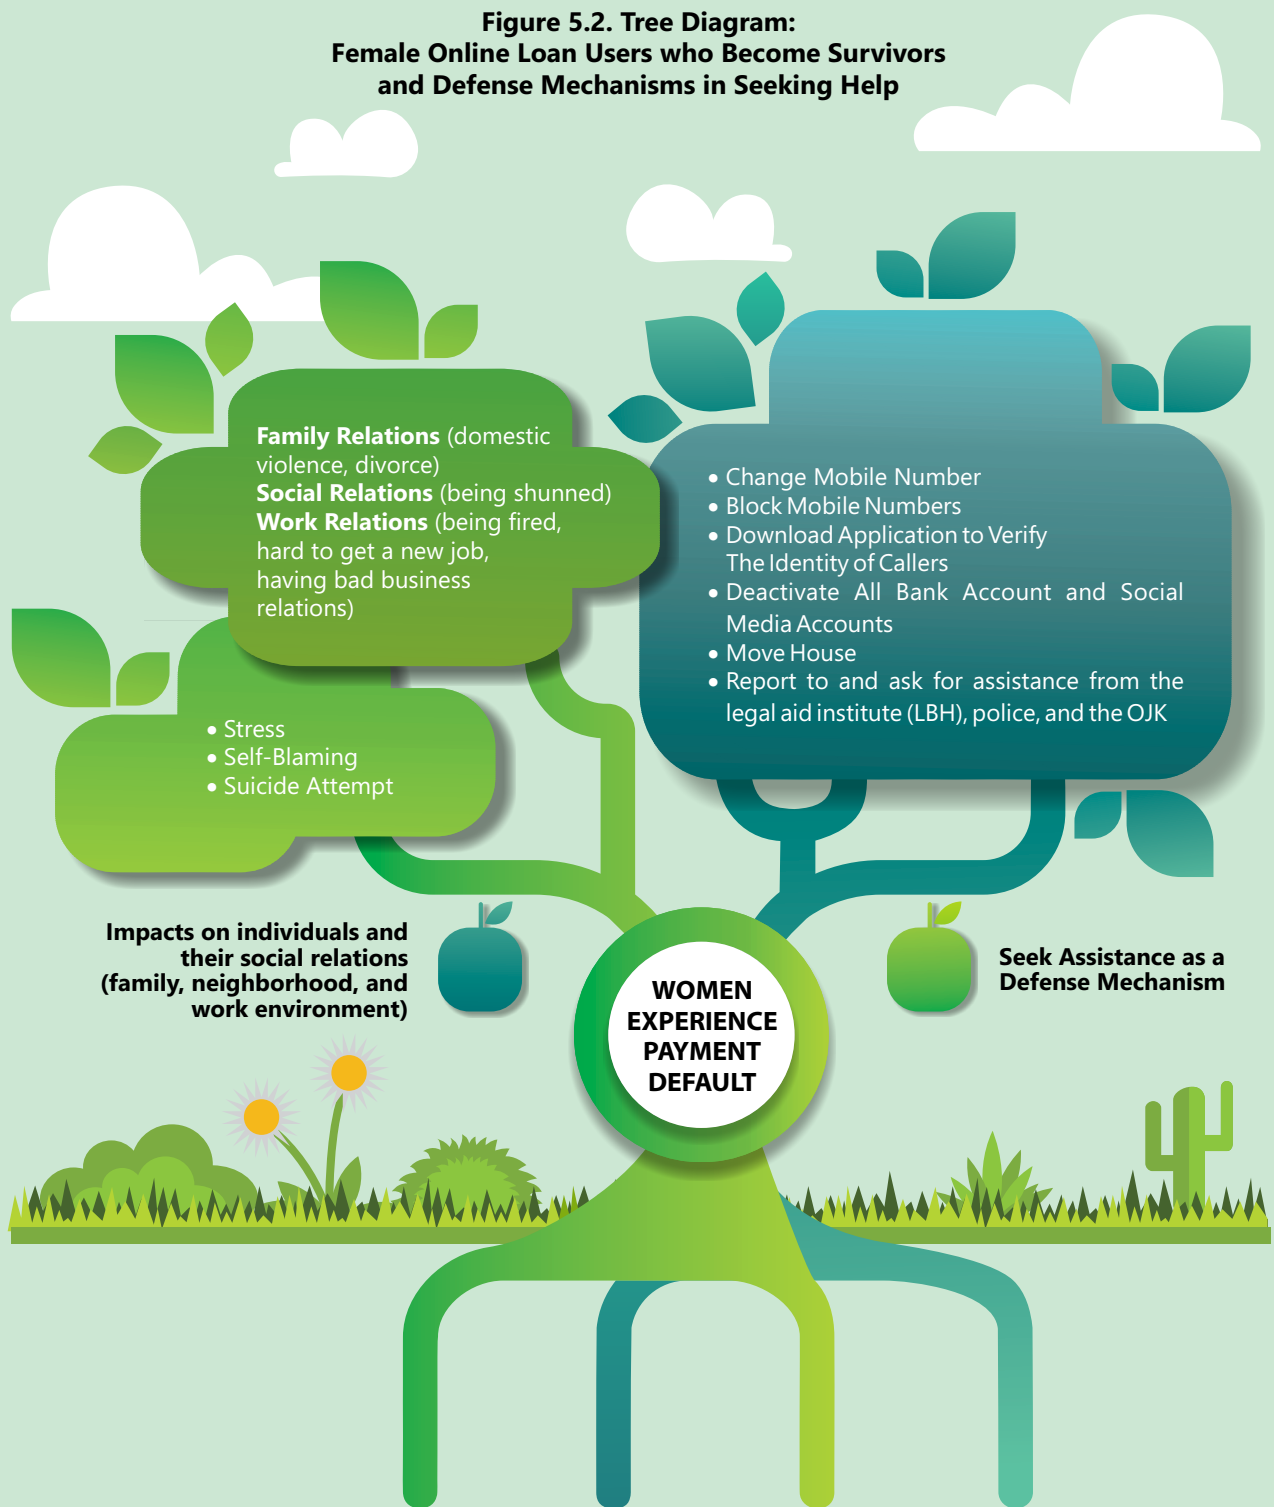 Figure 5.2. Tree Diagram:
Female Online Loan Users who Become Survivors
and Defense Mechanisms in Seeking Help
Family Relations (domestic
violence, divorce)
Social Relations (being shunned)
Work Relations (being fired,
hard to get a new job,
having bad business
relations)
• Change Mobile Number
• Block Mobile Numbers
• Download Application to Verify
The Identity of Callers
• Deactivate All Bank Account and Social
Media Accounts
• Move House
• Report to and ask for assistance from the
legal aid institute (LBH), police, and the OJK
• Stress
• Self-Blaming
• Suicide Attempt
Impacts on individuals and
their social relations
(family, neighborhood, and
work environment)
Seek Assistance as a
Defense Mechanism
WOMEN
EXPERIENCE
PAYMENT
DEFAULT